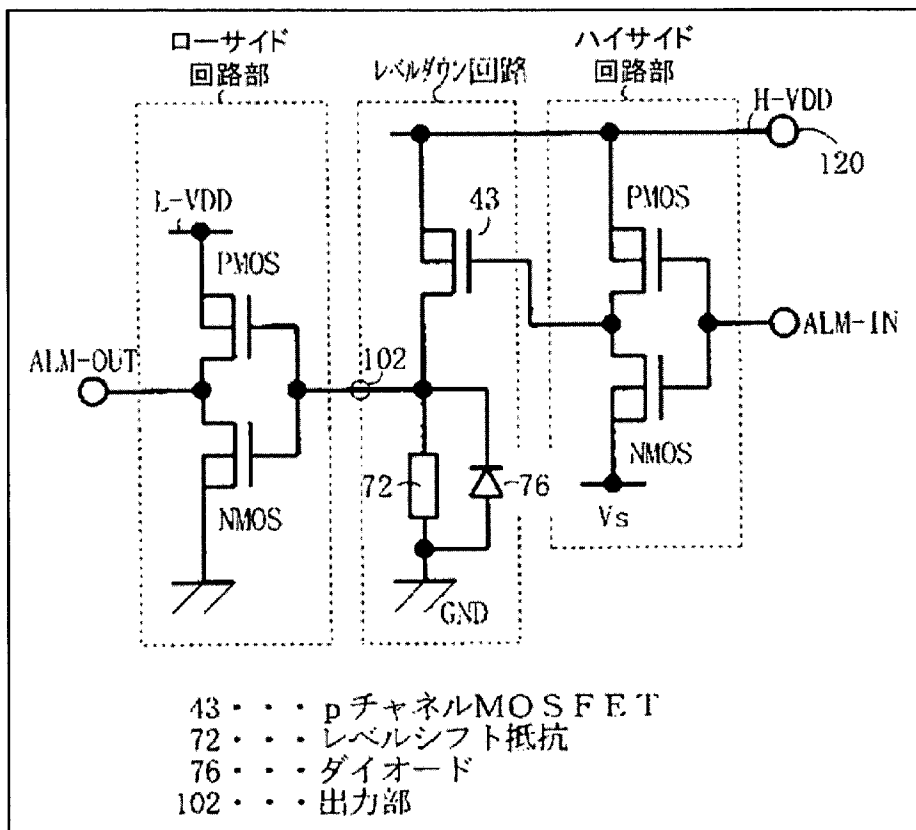 ローサイド
回路部
レベルダウン回路
ハイサイド
回路部
H-VDD
120
L-VDD
43
PMOS
PMOS
ALM-OUT
102
ALM-IN
72
76
NMOS
NMOS
Vs
GND
43・・・pチャネルMOSFET
72・・・レベルシフト抵抗
76・・・ダイオード
102・・・出力部